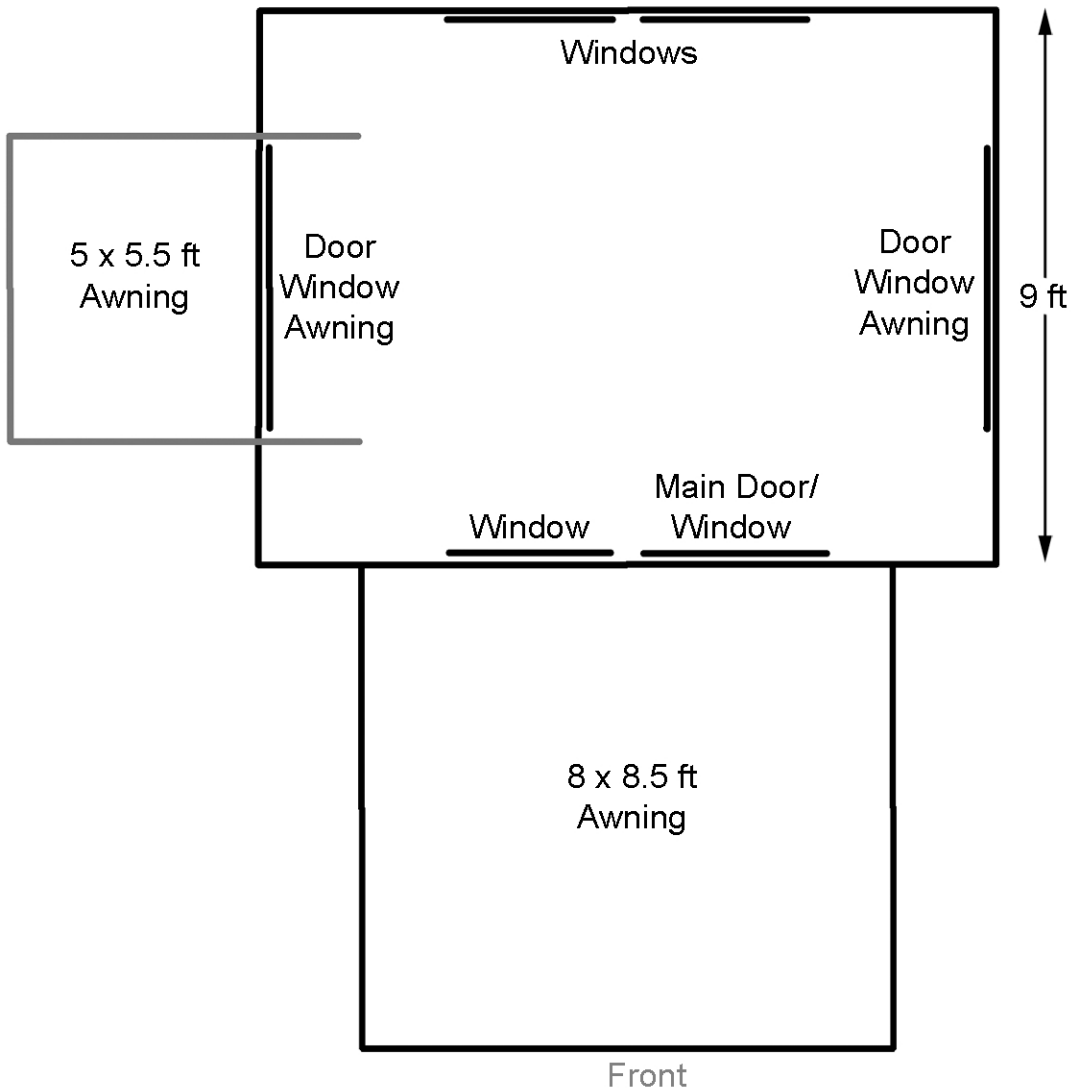 Windows
5 x 5.5 ft
Awning
Door
Window
Awning
Door
Window
Awning
9 ft
Window
Main Door/
Window
8 x 8.5 ft
Awning
Front